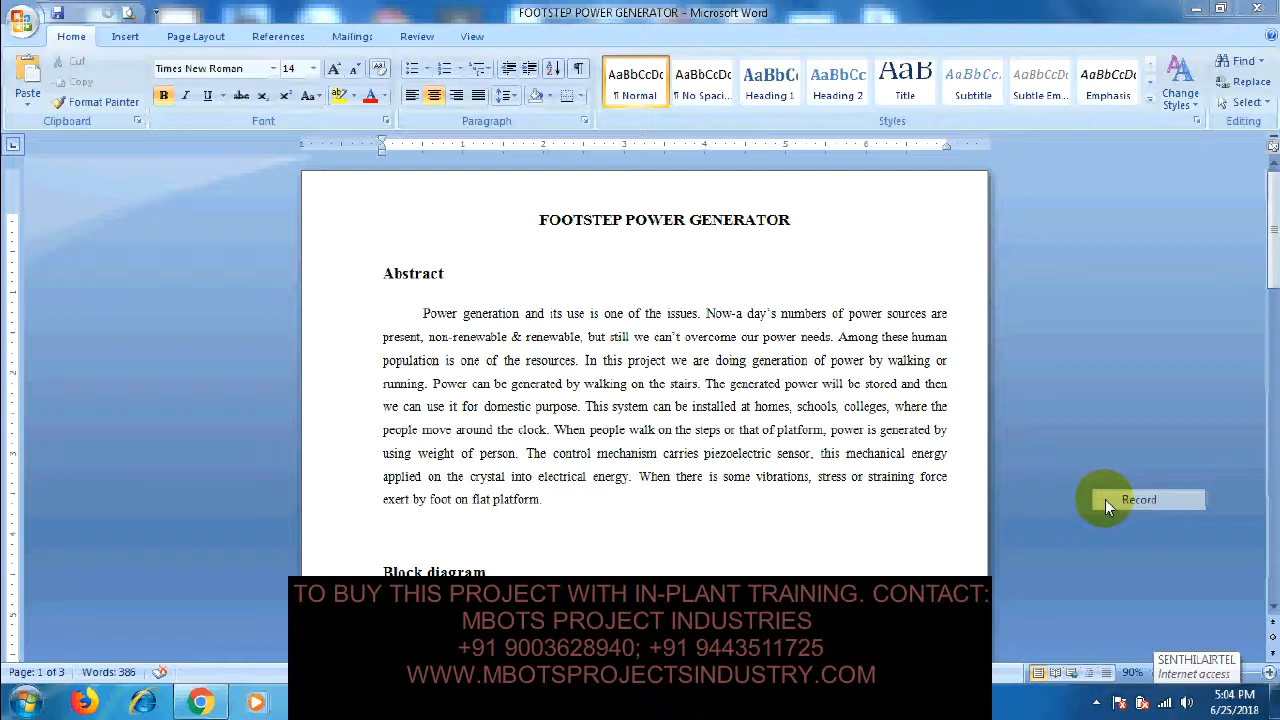 FOOTSTEP POWER GENERATOR - Microsoft Word
Home Insert Page Layout References Mailings Review View
Paste
Cut
Copy
Format Painter
Clipboard
Times New Roman 14
B I U abc x₂ x² Aa
Font
Paragraph
AaBbCcDc AaBbCcDc AaBbC AaBbCc AaB AaBbCc. AaBbCcDc AaBbCcDc
¶ Normal ¶ No Spaci... Heading 1 Heading 2 Title Subtitle Subtle Em... Emphasis
Change Styles
Styles
Find
Replace
Select
Editing
1 1 2 3 4 5 6
FOOTSTEP POWER GENERATOR
Abstract
Power generation and its use is one of the issues. Now-a day's numbers of power sources are
present, non-renewable & renewable, but still we can't overcome our power needs. Among these human
population is one of the resources. In this project we are doing generation of power by walking or
running. Power can be generated by walking on the stairs. The generated power will be stored and then
we can use it for domestic purpose. This system can be installed at homes, schools, colleges, where the
people move around the clock. When people walk on the steps or that of platform, power is generated by
using weight of person. The control mechanism carries piezoelectric sensor, this mechanical energy
applied on the crystal into electrical energy. When there is some vibrations, stress or straining force
exert by foot on flat platform.
Record
Block diagram
TO BUY THIS PROJECT WITH IN-PLANT TRAINING. CONTACT:
MBOTS PROJECT INDUSTRIES
+91 9003628940; +91 9443511725
WWW.MBOTSPROJECTSINDUSTRY.COM
Page: 1 of 3 Words: 386
90%
SENTHILAIRTEL
Internet access
5:04 PM
6/25/2018